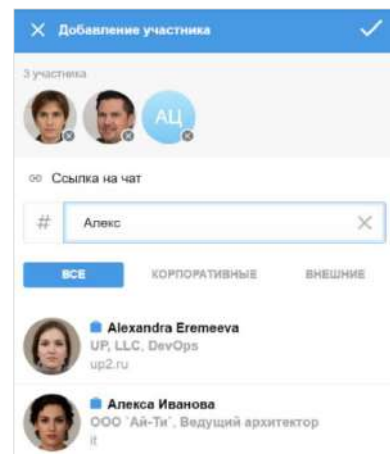 Добавление участника
3 участника
АЦ
Ссылка на чат
# Алекс
ВСЕ КОРПОРАТИВНЫЕ ВНЕШНИЕ
Alexandra Eremeeva
UP, LLC, DevOps
up2.ru
Алекса Иванова
ООО `Ай-Ти`, Ведущий архитектор
it